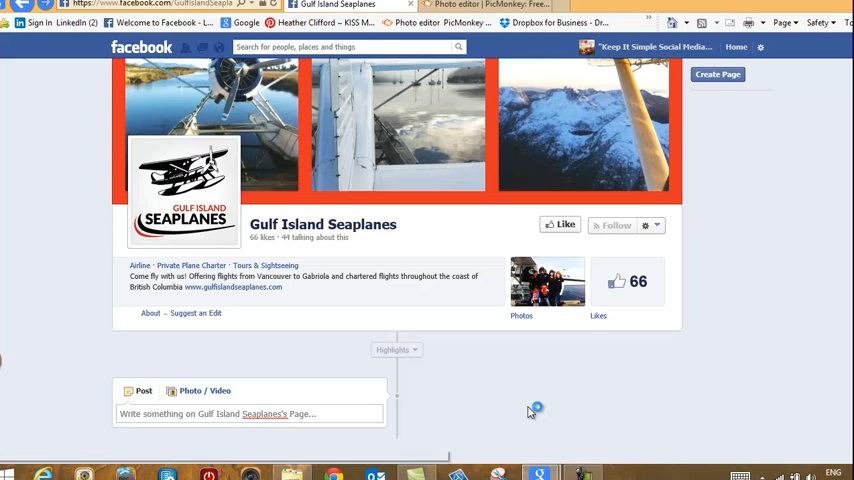 https://www.facebook.com/GulfIslandSeapla
Gulf Island Seaplanes
Photo editor | PicMonkey: Free...
Sign In LinkedIn (2)
Welcome to Facebook - L...
Google
Heather Clifford ~ KISS M...
Photo editor PicMonkey ...
Dropbox for Business - Dr...
Page
Safety
facebook
Search for people, places and things
"Keep It Simple Social Media...
Home
Create Page
GULF ISLAND
SEAPLANES
Gulf Island Seaplanes
66 likes · 44 talking about this
Like
Follow
Airline · Private Plane Charter · Tours & Sightseeing
Come fly with us! Offering flights from Vancouver to Gabriola and chartered flights throughout the coast of
British Columbia www.gulfislandseaplanes.com
66
About – Suggest an Edit
Photos
Likes
Highlights
Post
Photo / Video
Write something on Gulf Island Seaplanes's Page...
ENG